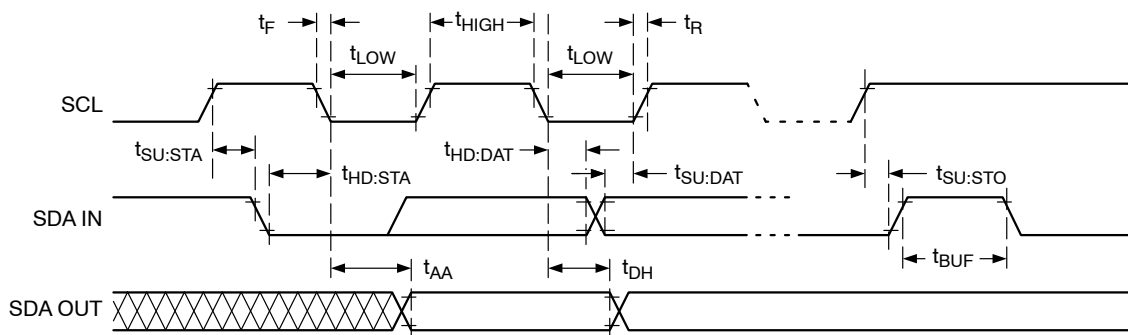 tF tHIGH tR
tLOW tLOW
SCL
tSU:STA tHD:STA tHD:DAT tSU:DAT tSU:STO
SDA IN
tAA tDH tBUF
SDA OUT